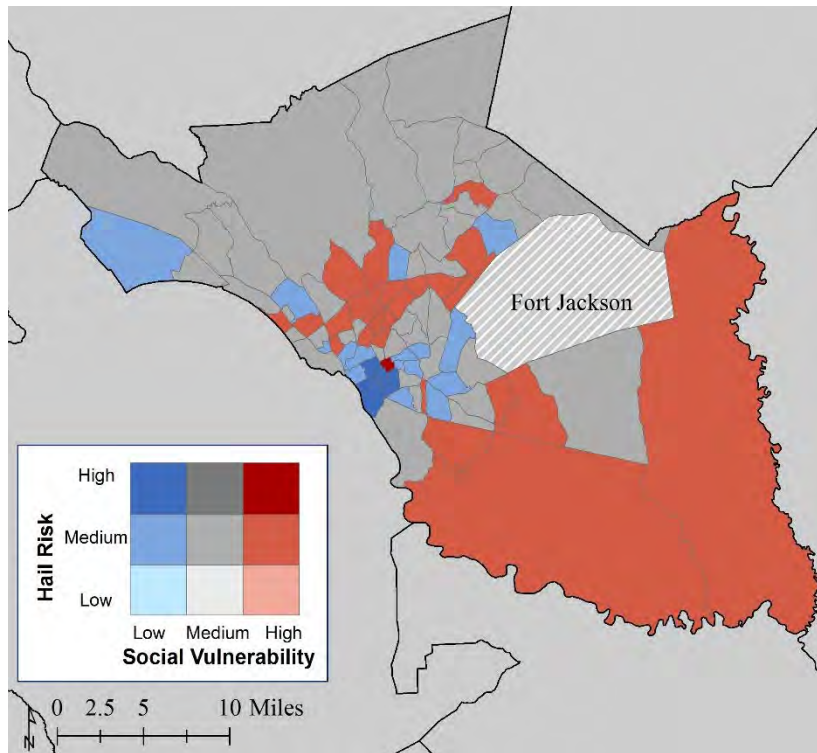 Fort Jackson
High
Medium
Low
Hail Risk
Low Medium High
Social Vulnerability
0 2.5 5 10 Miles
N